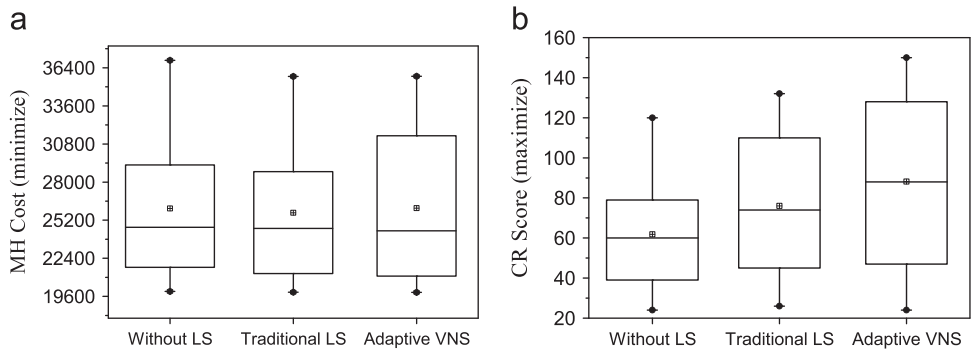 a
MH Cost (minimize)
36400
33600
30800
28000
25200
22400
19600
Without LS
Traditional LS
Adaptive VNS
b
CR Score (maximize)
160
140
120
100
80
60
40
20
Without LS
Traditional LS
Adaptive VNS